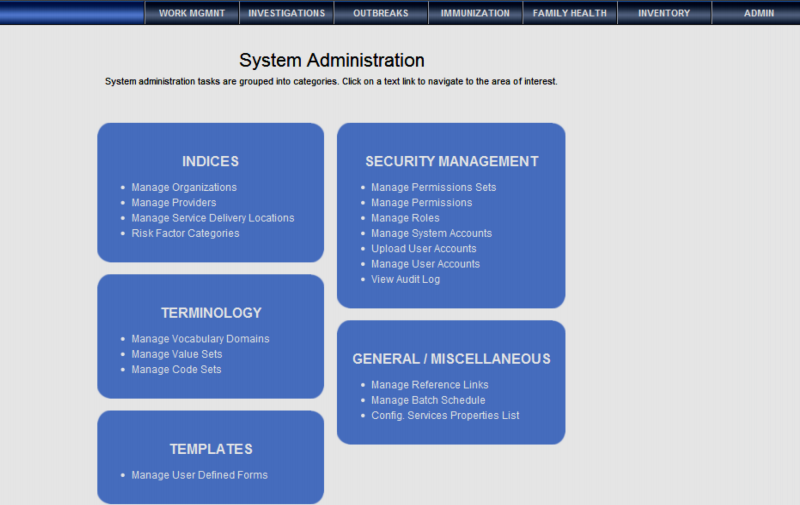 WORK MGMNT INVESTIGATIONS OUTBREAKS IMMUNIZATION FAMILY HEALTH INVENTORY ADMIN
System Administration
System administration tasks are grouped into categories. Click on a text link to navigate to the area of interest.
INDICES
• Manage Organizations
• Manage Providers
• Manage Service Delivery Locations
• Risk Factor Categories
TERMINOLOGY
• Manage Vocabulary Domains
• Manage Value Sets
• Manage Code Sets
TEMPLATES
• Manage User Defined Forms
SECURITY MANAGEMENT
• Manage Permissions Sets
• Manage Permissions
• Manage Roles
• Manage System Accounts
• Upload User Accounts
• Manage User Accounts
• View Audit Log
GENERAL / MISCELLANEOUS
• Manage Reference Links
• Manage Batch Schedule
• Config. Services Properties List